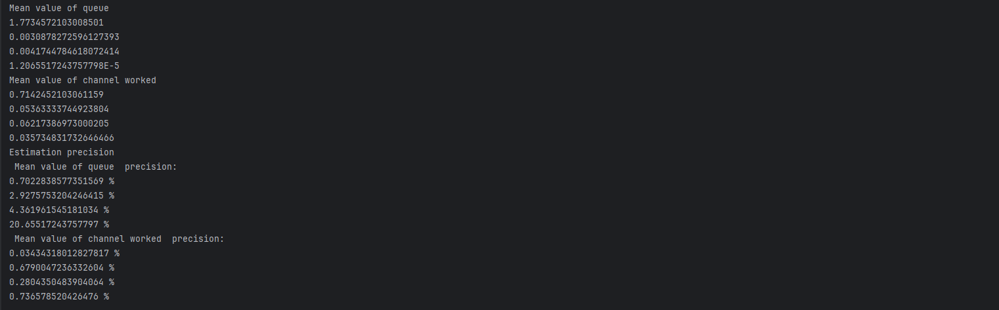 Mean value of queue
1.7734572103008501
0.0030878272596127393
0.0041744784618072414
1.2065517243757798E-5
Mean value of channel worked
0.7142452103061159
0.05363333744923804
0.06217386973000205
0.035734831732646466
Estimation precision
Mean value of queue  precision:
0.7022838577351569 %
2.9275753204246415 %
4.361961545181034 %
20.65517243757797 %
Mean value of channel worked  precision:
0.03434318012827817 %
0.6790047236332604 %
0.2804350483904064 %
0.736578520426476 %